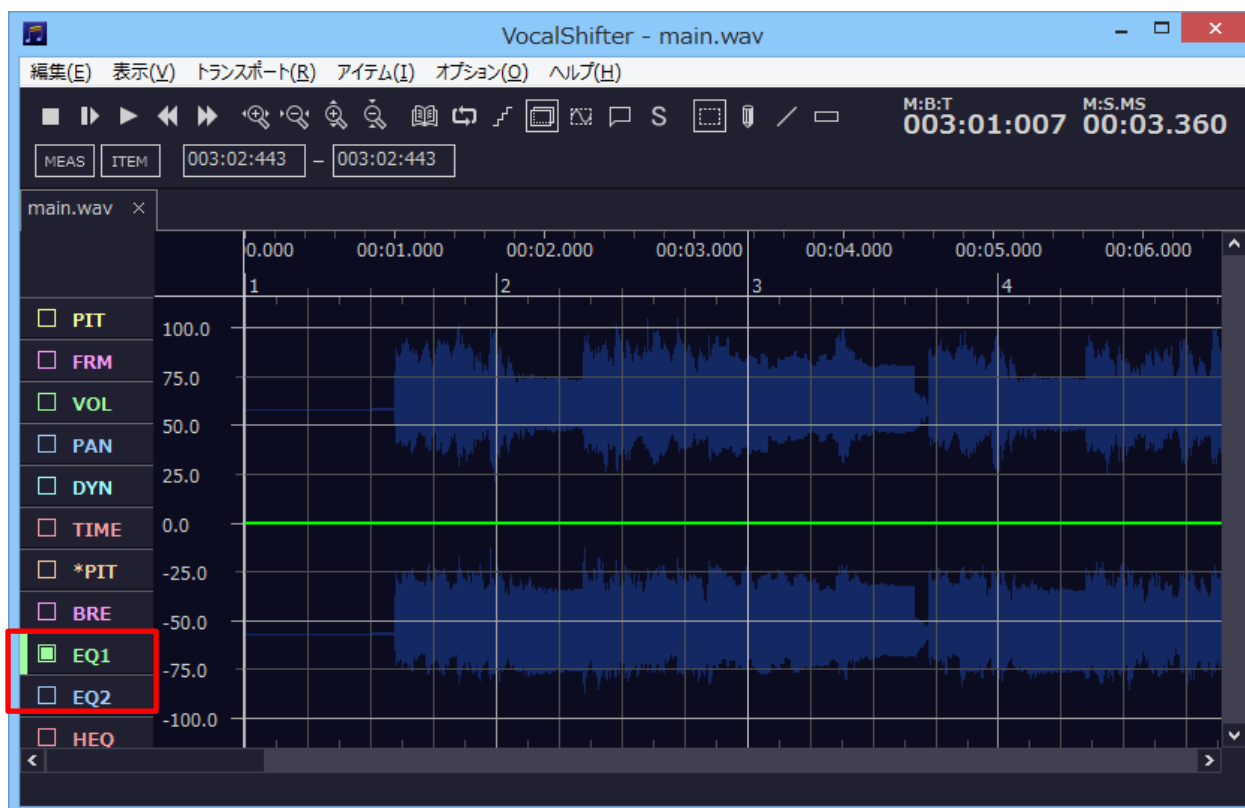 VocalShifter - main.wav
編集(E) 表示(V) トランスポート(R) アイテム(I) オプション(O) ヘルプ(H)
S
M:B:T M:S.MS
003:01:007 00:03.360
MEAS ITEM 003:02:443 – 003:02:443
main.wav ×
0.000 00:01.000 00:02.000 00:03.000 00:04.000 00:05.000 00:06.000
1 2 3 4
PIT
100.0
FRM
75.0
VOL
50.0
PAN
25.0
DYN
0.0
TIME
-25.0
*PIT
-50.0
BRE
-75.0
EQ1
-100.0
EQ2
HEQ